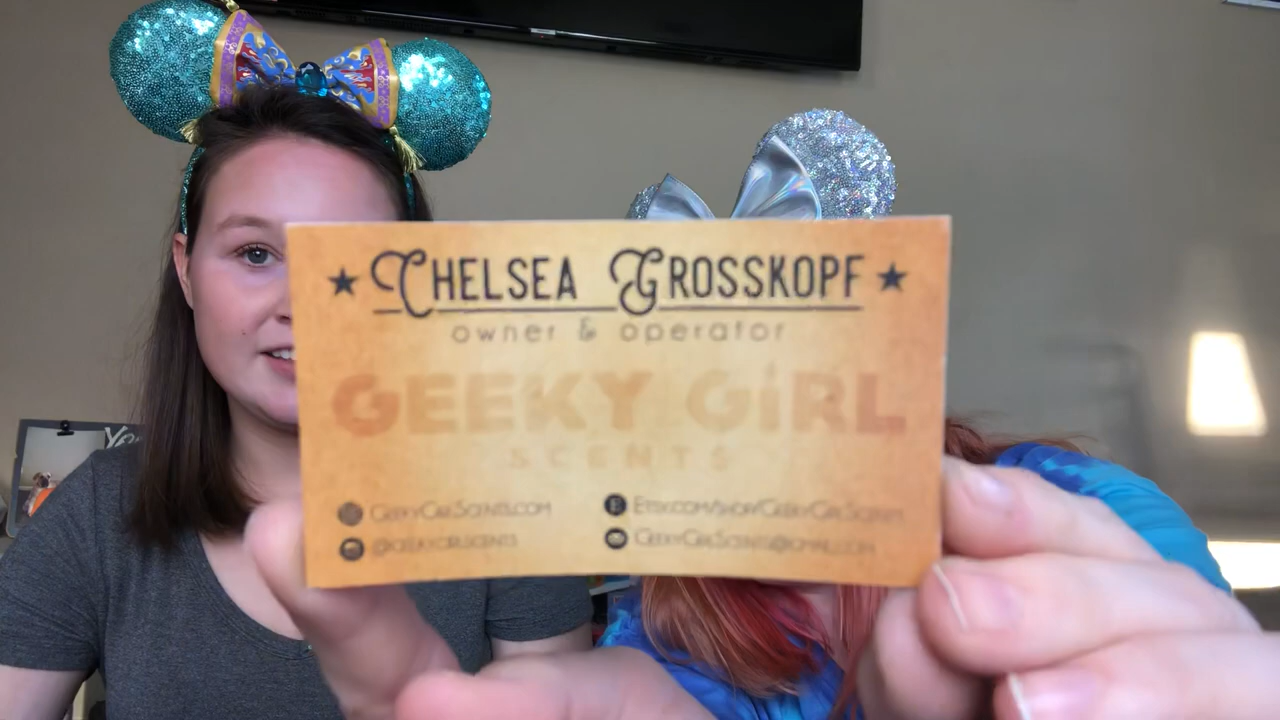 CHELSEA GROSSKOPF
owner & operator
GEEKY GiRL
SCENTS
GEEKYGIRLSCENTS.COM
ETSY.COM/SHOP/GEEKYGIRLSCENTS
@GEEKYGIRLSCENTS
GEEKYGIRLSCENTS@GMAIL.COM